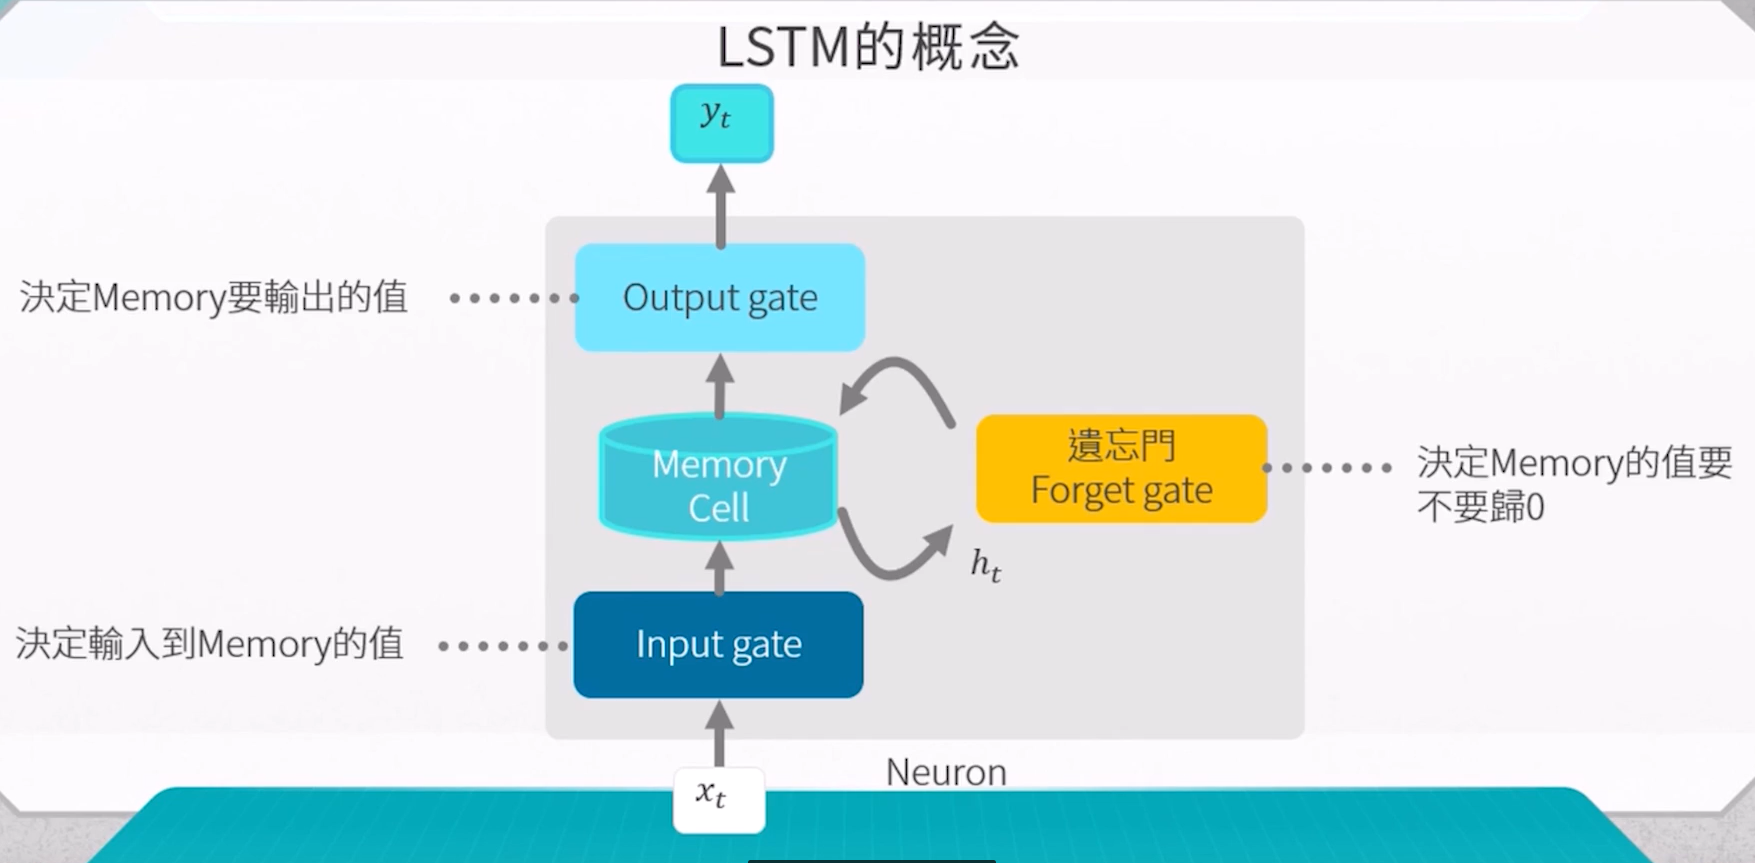 LSTM的概念
y_t
決定Memory要輸出的值
Output gate
Memory
Cell
遺忘門
Forget gate
決定Memory的值要
不要歸0
h_t
決定輸入到Memory的值
Input gate
Neuron
x_t